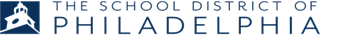 THE SCHOOL DISTRICT OF
PHILADELPHIA